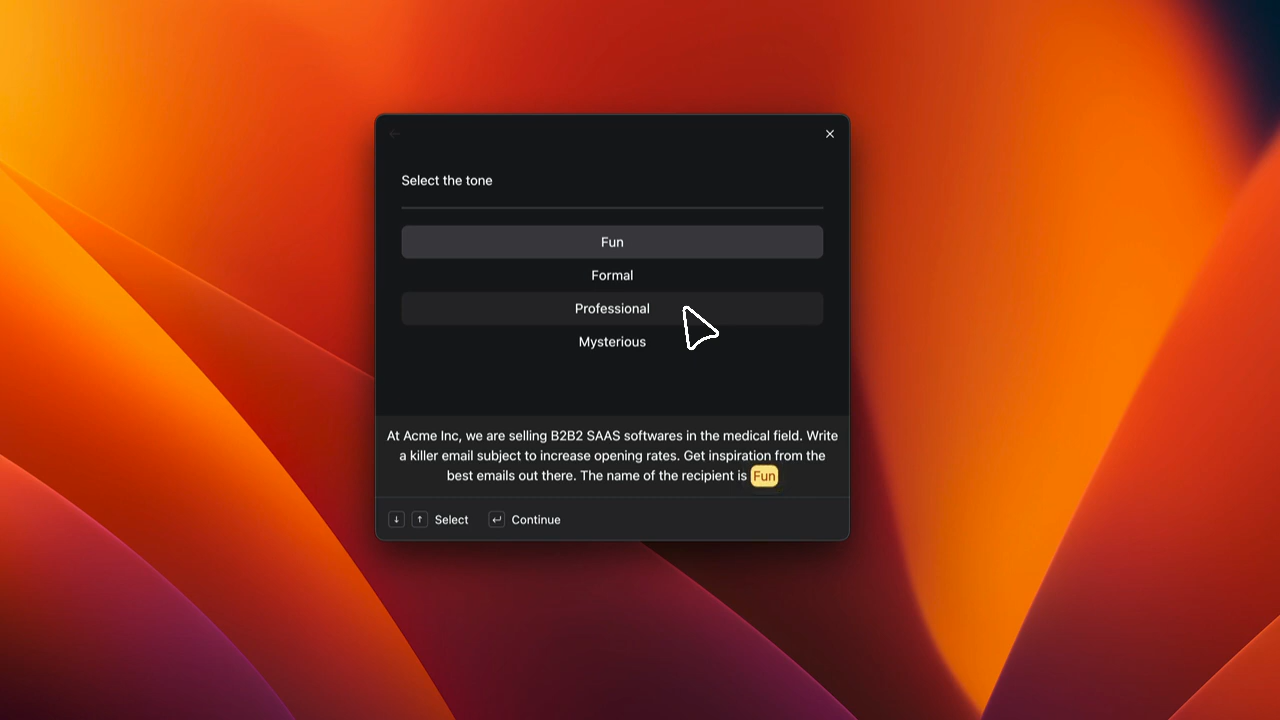 Select the tone
Fun
Formal
Professional
Mysterious
At Acme Inc, we are selling B2B2 SAAS softwares in the medical field. Write
a killer email subject to increase opening rates. Get inspiration from the
best emails out there. The name of the recipient is Fun
Select Continue